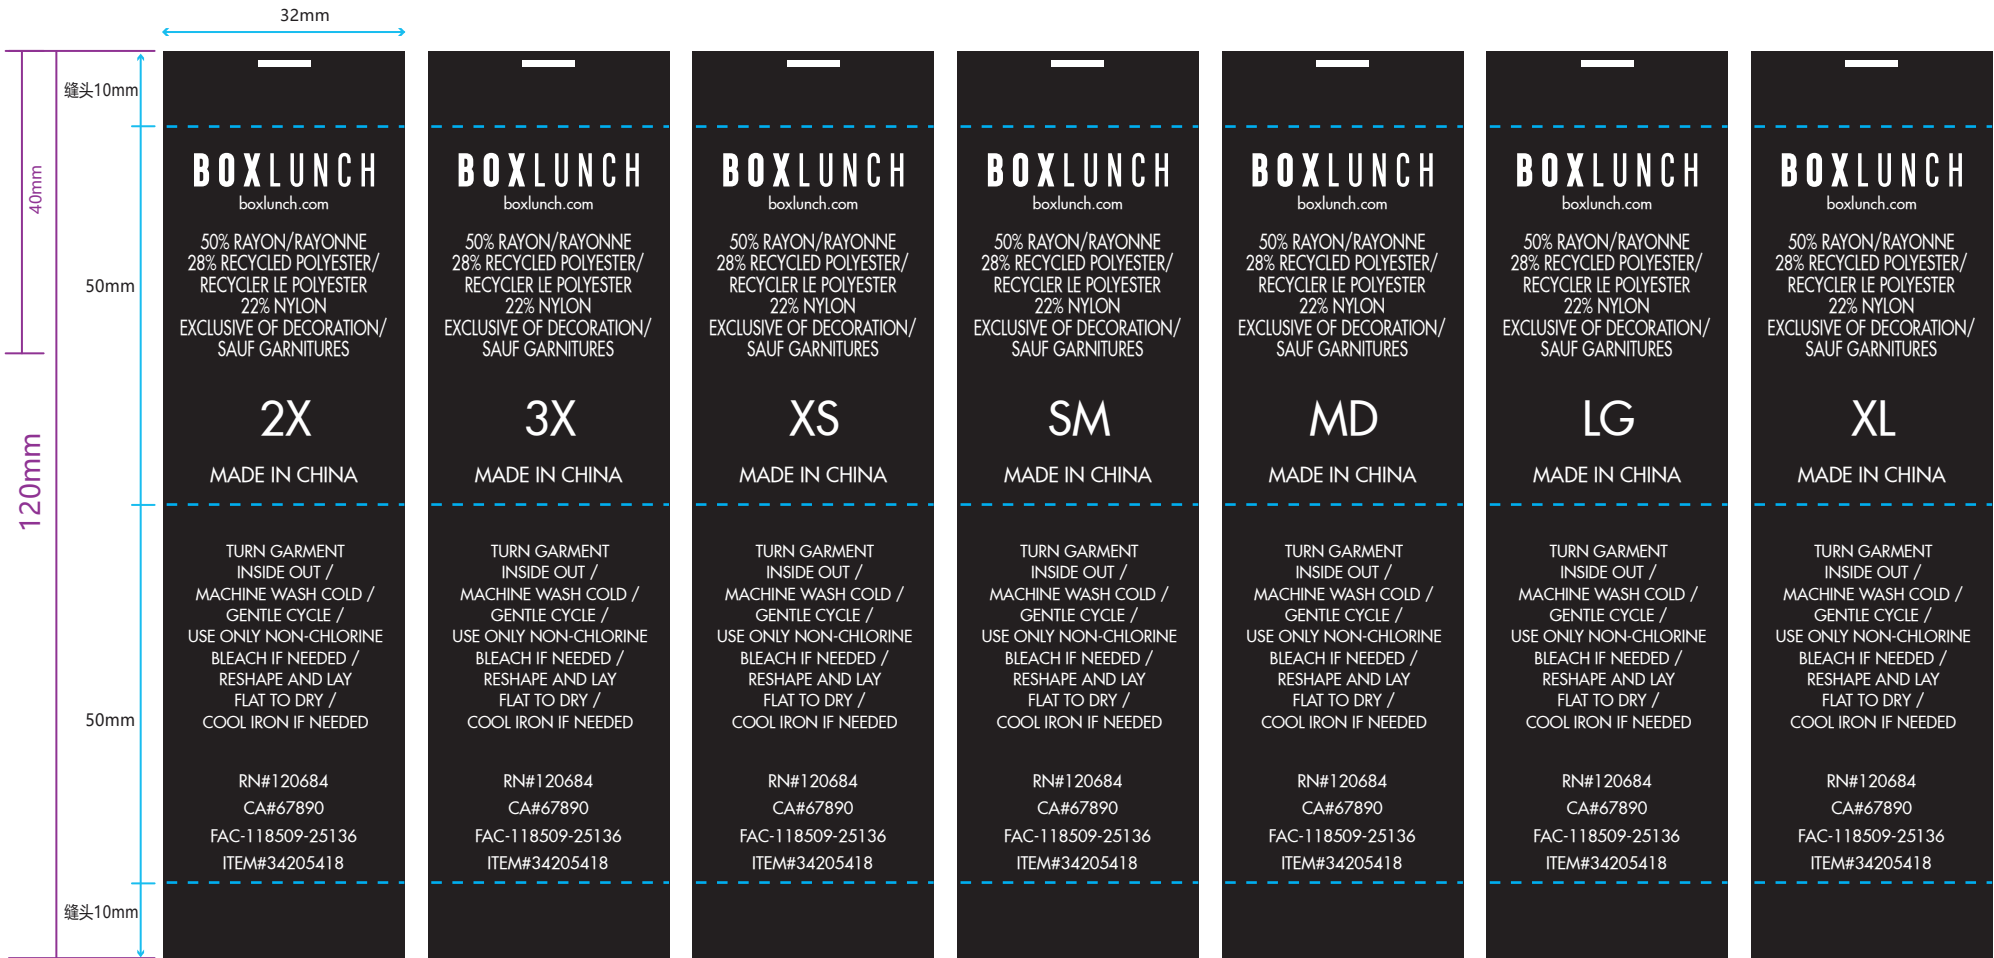 32mm
缝头10mm
40mm
50mm
120mm
50mm
缝头10mm
BOXLUNCH
boxlunch.com
50% RAYON/RAYONNE
28% RECYCLED POLYESTER/
RECYCLER LE POLYESTER
22% NYLON
EXCLUSIVE OF DECORATION/
SAUF GARNITURES
2X
MADE IN CHINA
TURN GARMENT
INSIDE OUT /
MACHINE WASH COLD /
GENTLE CYCLE /
USE ONLY NON-CHLORINE
BLEACH IF NEEDED /
RESHAPE AND LAY
FLAT TO DRY /
COOL IRON IF NEEDED
RN#120684
CA#67890
FAC-118509-25136
ITEM#34205418
BOXLUNCH
boxlunch.com
50% RAYON/RAYONNE
28% RECYCLED POLYESTER/
RECYCLER LE POLYESTER
22% NYLON
EXCLUSIVE OF DECORATION/
SAUF GARNITURES
3X
MADE IN CHINA
TURN GARMENT
INSIDE OUT /
MACHINE WASH COLD /
GENTLE CYCLE /
USE ONLY NON-CHLORINE
BLEACH IF NEEDED /
RESHAPE AND LAY
FLAT TO DRY /
COOL IRON IF NEEDED
RN#120684
CA#67890
FAC-118509-25136
ITEM#34205418
BOXLUNCH
boxlunch.com
50% RAYON/RAYONNE
28% RECYCLED POLYESTER/
RECYCLER LE POLYESTER
22% NYLON
EXCLUSIVE OF DECORATION/
SAUF GARNITURES
XS
MADE IN CHINA
TURN GARMENT
INSIDE OUT /
MACHINE WASH COLD /
GENTLE CYCLE /
USE ONLY NON-CHLORINE
BLEACH IF NEEDED /
RESHAPE AND LAY
FLAT TO DRY /
COOL IRON IF NEEDED
RN#120684
CA#67890
FAC-118509-25136
ITEM#34205418
BOXLUNCH
boxlunch.com
50% RAYON/RAYONNE
28% RECYCLED POLYESTER/
RECYCLER LE POLYESTER
22% NYLON
EXCLUSIVE OF DECORATION/
SAUF GARNITURES
SM
MADE IN CHINA
TURN GARMENT
INSIDE OUT /
MACHINE WASH COLD /
GENTLE CYCLE /
USE ONLY NON-CHLORINE
BLEACH IF NEEDED /
RESHAPE AND LAY
FLAT TO DRY /
COOL IRON IF NEEDED
RN#120684
CA#67890
FAC-118509-25136
ITEM#34205418
BOXLUNCH
boxlunch.com
50% RAYON/RAYONNE
28% RECYCLED POLYESTER/
RECYCLER LE POLYESTER
22% NYLON
EXCLUSIVE OF DECORATION/
SAUF GARNITURES
MD
MADE IN CHINA
TURN GARMENT
INSIDE OUT /
MACHINE WASH COLD /
GENTLE CYCLE /
USE ONLY NON-CHLORINE
BLEACH IF NEEDED /
RESHAPE AND LAY
FLAT TO DRY /
COOL IRON IF NEEDED
RN#120684
CA#67890
FAC-118509-25136
ITEM#34205418
BOXLUNCH
boxlunch.com
50% RAYON/RAYONNE
28% RECYCLED POLYESTER/
RECYCLER LE POLYESTER
22% NYLON
EXCLUSIVE OF DECORATION/
SAUF GARNITURES
LG
MADE IN CHINA
TURN GARMENT
INSIDE OUT /
MACHINE WASH COLD /
GENTLE CYCLE /
USE ONLY NON-CHLORINE
BLEACH IF NEEDED /
RESHAPE AND LAY
FLAT TO DRY /
COOL IRON IF NEEDED
RN#120684
CA#67890
FAC-118509-25136
ITEM#34205418
BOXLUNCH
boxlunch.com
50% RAYON/RAYONNE
28% RECYCLED POLYESTER/
RECYCLER LE POLYESTER
22% NYLON
EXCLUSIVE OF DECORATION/
SAUF GARNITURES
XL
MADE IN CHINA
TURN GARMENT
INSIDE OUT /
MACHINE WASH COLD /
GENTLE CYCLE /
USE ONLY NON-CHLORINE
BLEACH IF NEEDED /
RESHAPE AND LAY
FLAT TO DRY /
COOL IRON IF NEEDED
RN#120684
CA#67890
FAC-118509-25136
ITEM#34205418